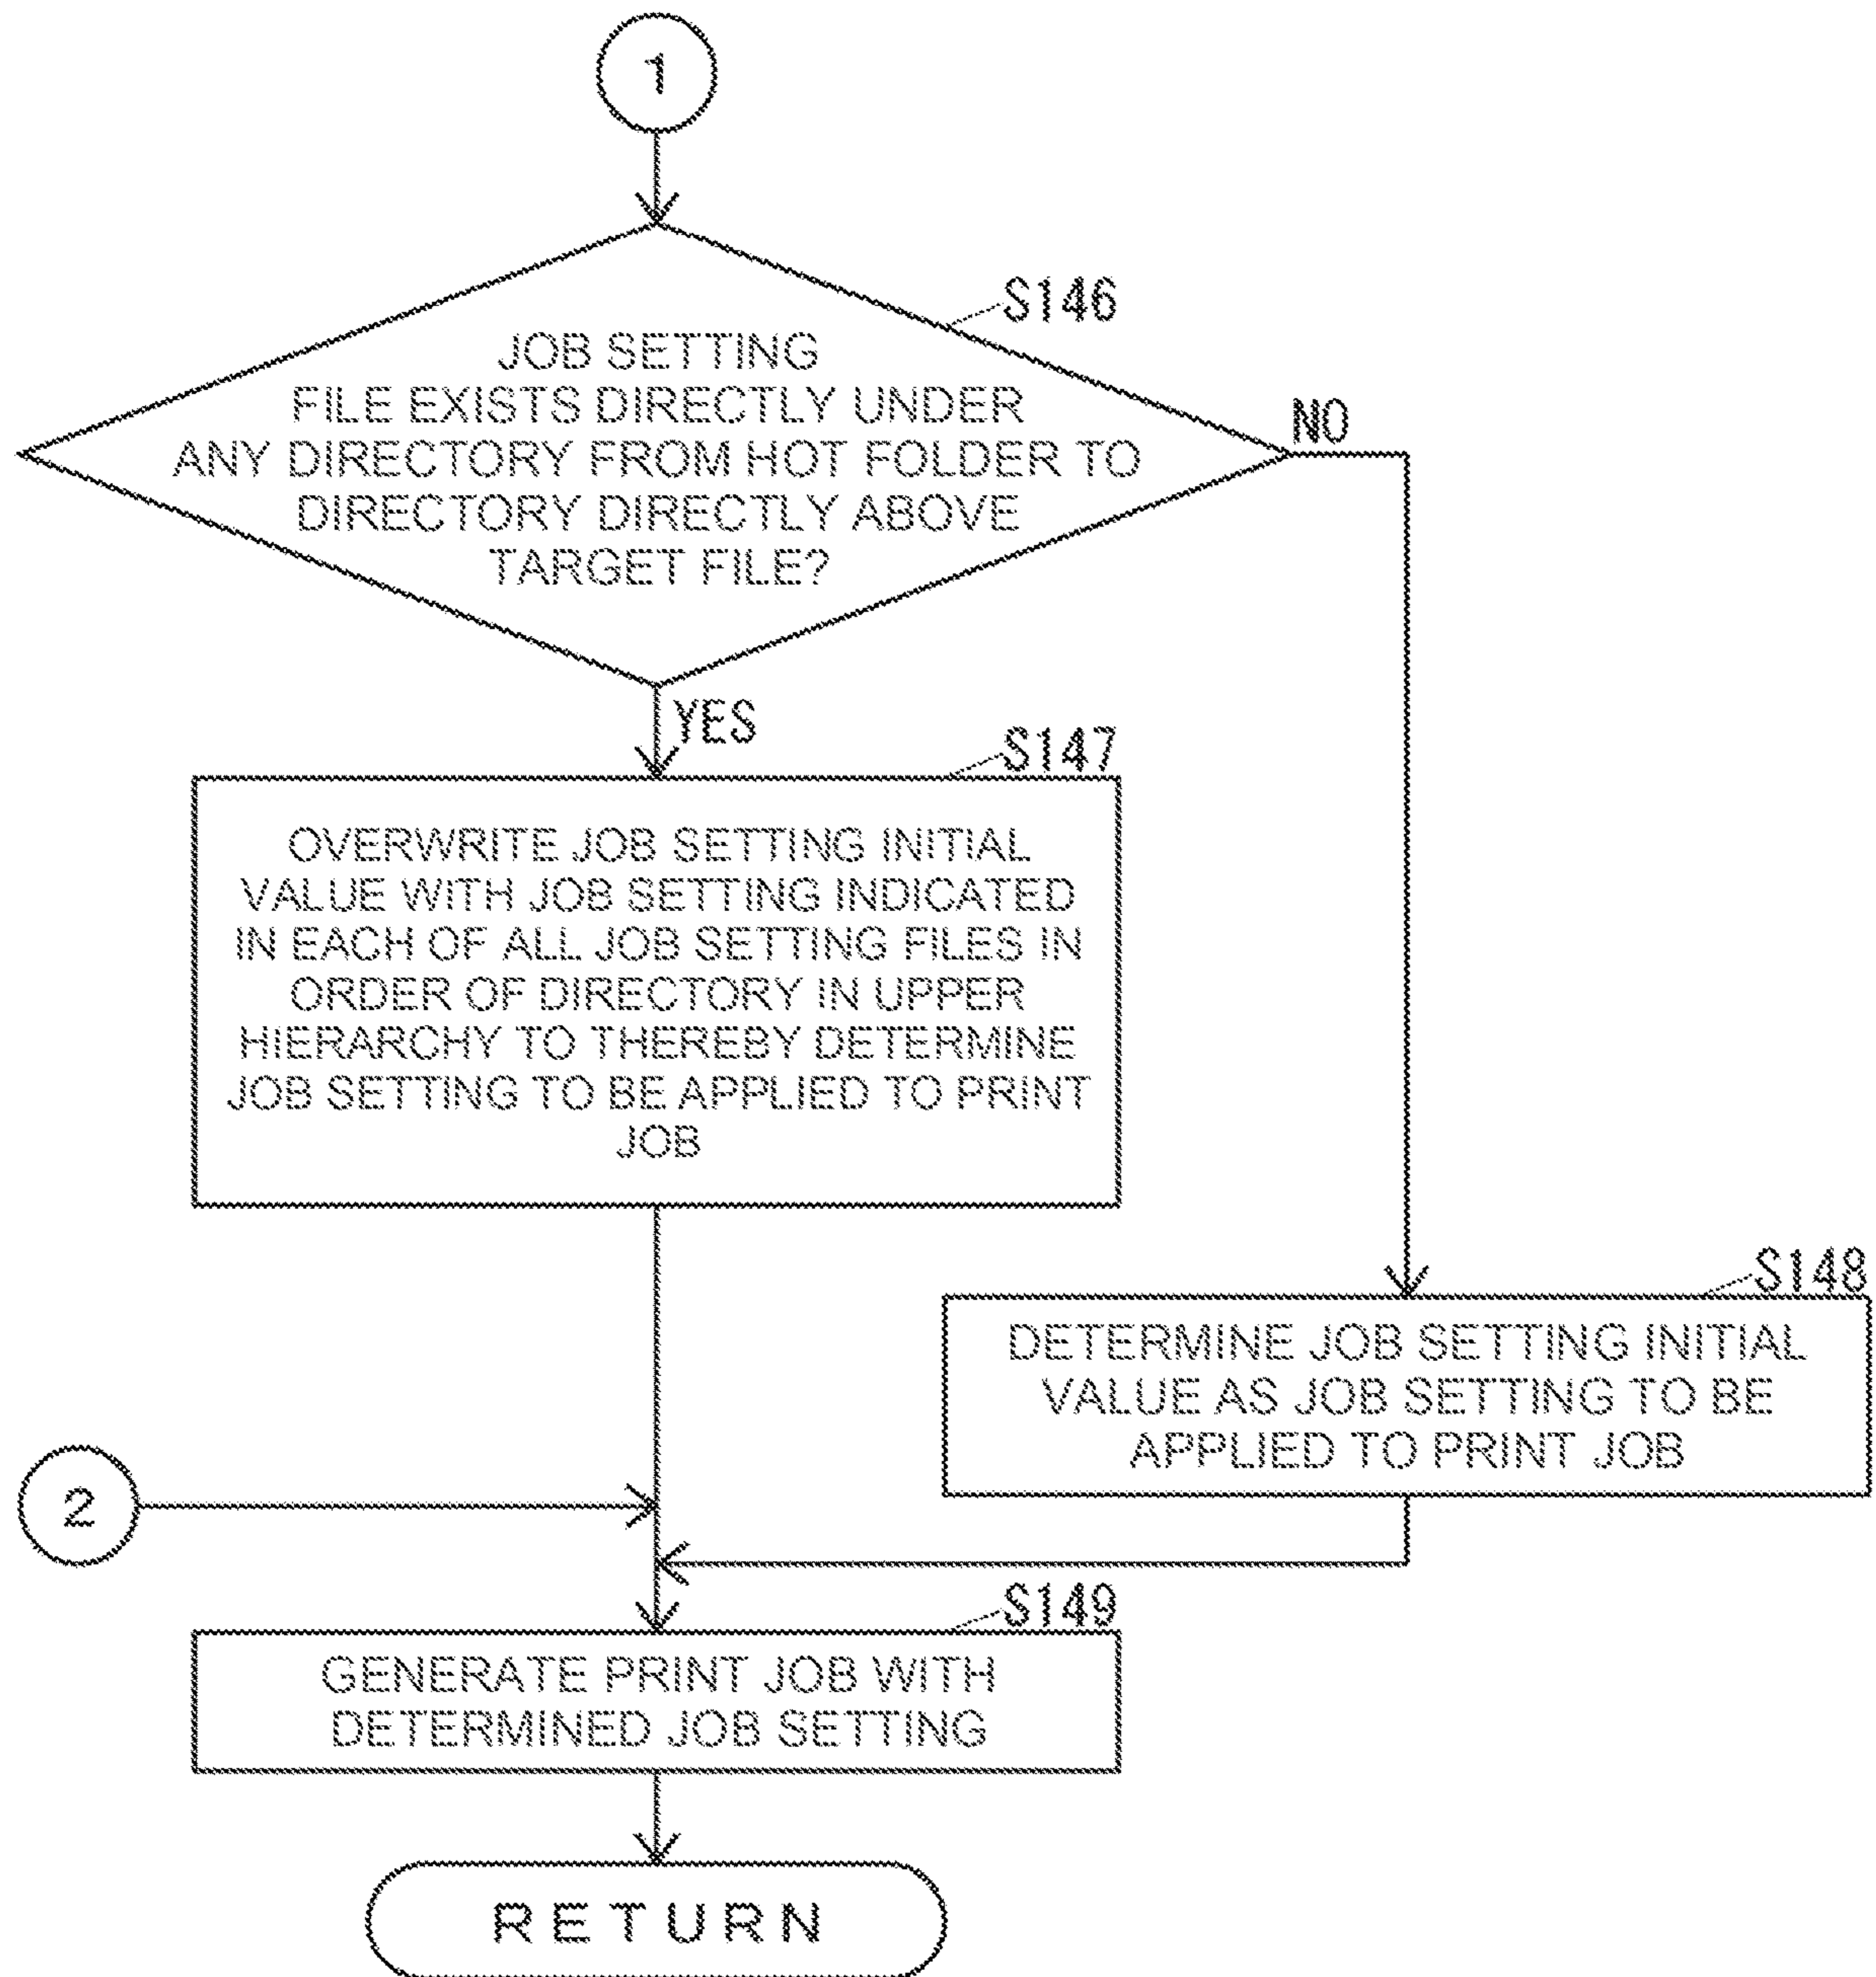 1
S146
JOB SETTING
FILE EXISTS DIRECTLY UNDER
ANY DIRECTORY FROM HOT FOLDER TO
DIRECTORY DIRECTLY ABOVE
TARGET FILE?
NO
YES
S147
OVERWRITE JOB SETTING INITIAL
VALUE WITH JOB SETTING INDICATED
IN EACH OF ALL JOB SETTING FILES IN
ORDER OF DIRECTORY IN UPPER
HIERARCHY TO THEREBY DETERMINE
JOB SETTING TO BE APPLIED TO PRINT
JOB
S148
DETERMINE JOB SETTING INITIAL
VALUE AS JOB SETTING TO BE
APPLIED TO PRINT JOB
2
S149
GENERATE PRINT JOB WITH
DETERMINED JOB SETTING
RETURN